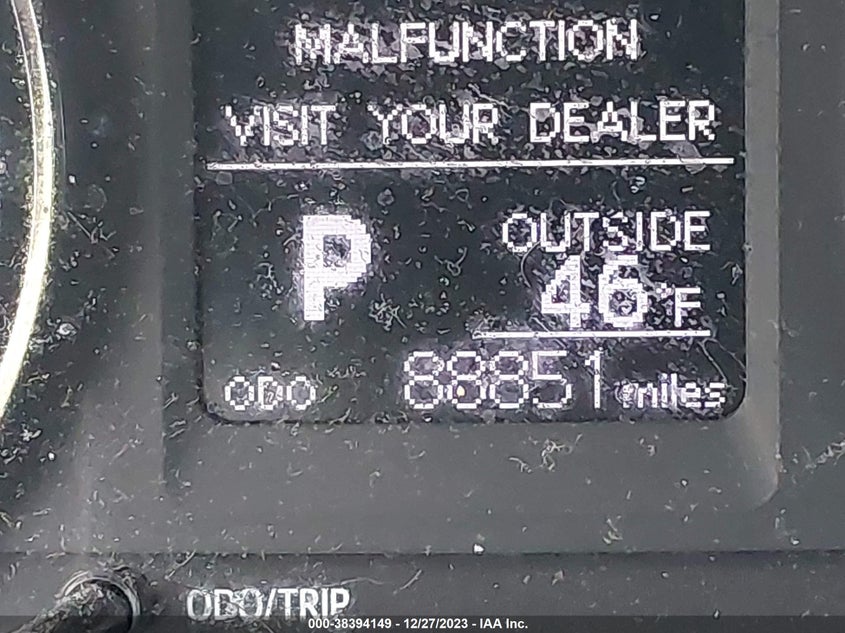 MALFUNCTION
VISIT YOUR DEALER
P
OUTSIDE
46°F
ODO 88851 miles
ODO/TRIP
000-38394149 - 12/27/2023 - IAA Inc.